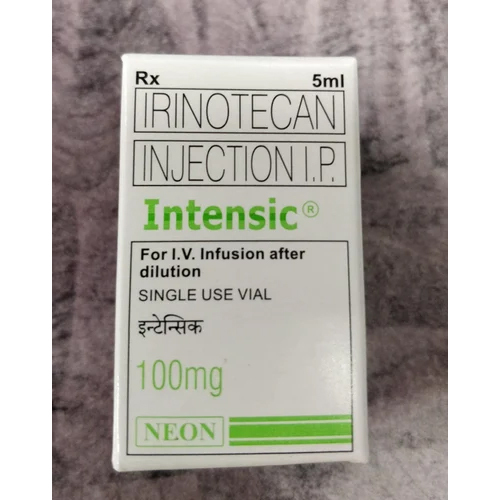 Rx 5ml
IRINOTECAN
INJECTION I.P.
Intensic®
For I.V. Infusion after
dilution
SINGLE USE VIAL
इन्टेन्सिक
100mg
NEON